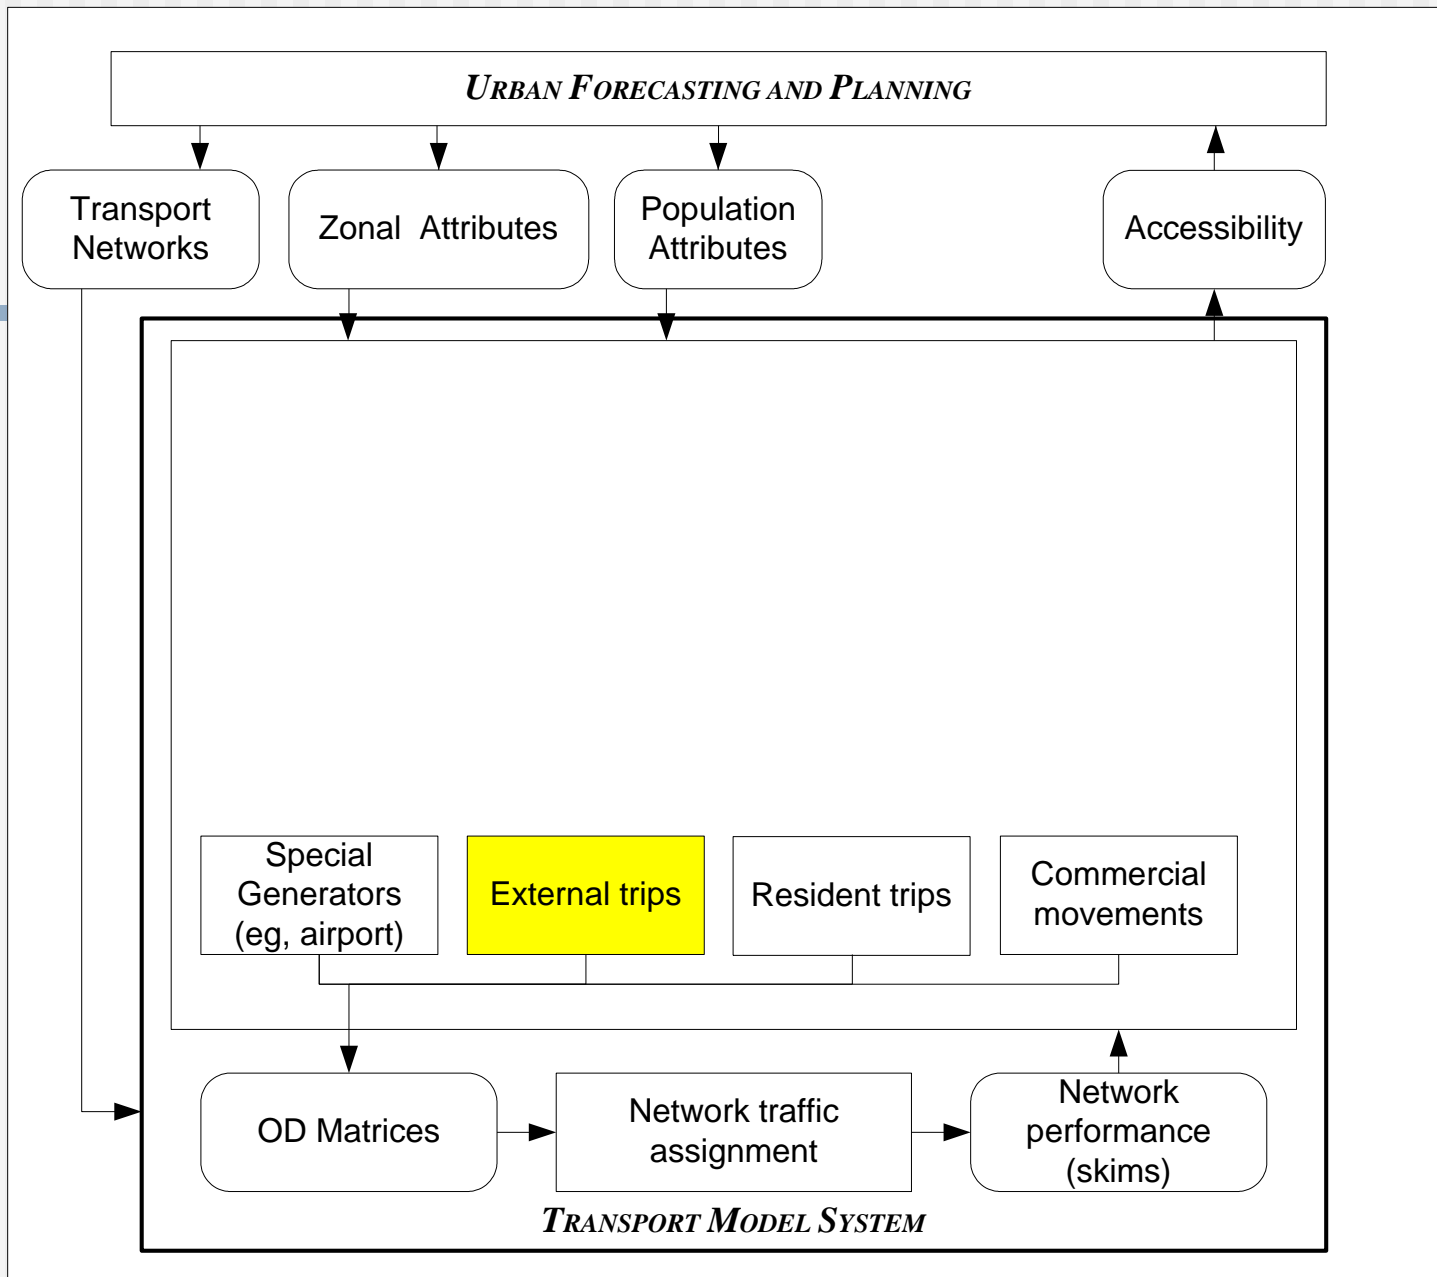 URBAN FORECASTING AND PLANNING
Transport
Networks
Zonal Attributes
Population
Attributes
Accessibility
Special
Generators
(eg, airport)
External trips
Resident trips
Commercial
movements
OD Matrices
Network traffic
assignment
Network
performance
(skims)
TRANSPORT MODEL SYSTEM